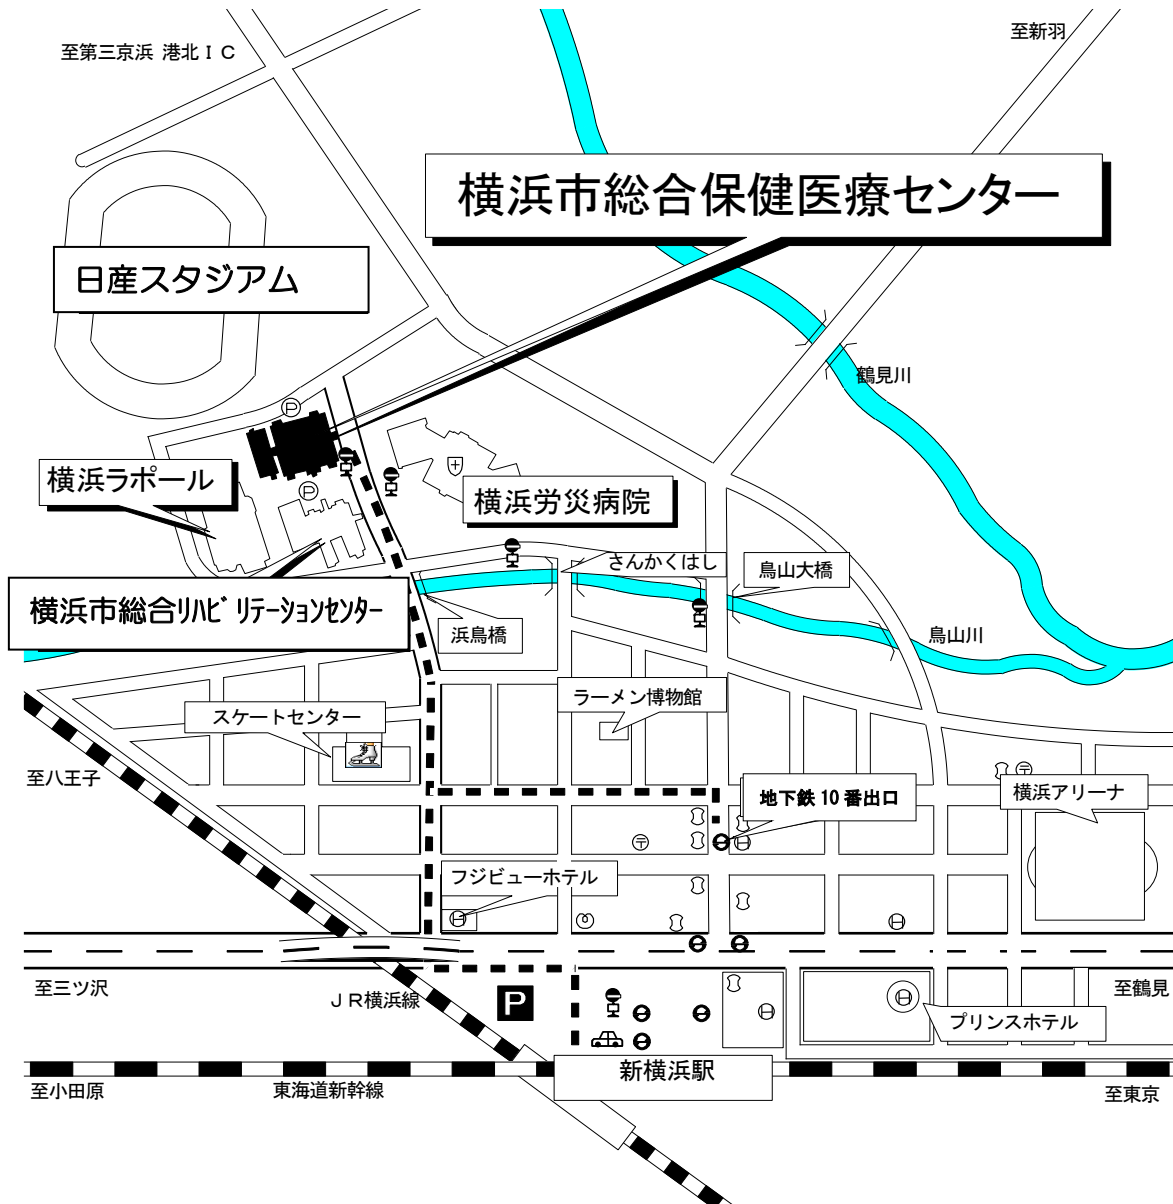 至第三京浜 港北ＩＣ
至新羽
横浜市総合保健医療センター
日産スタジアム
鶴見川
横浜ラポール
横浜労災病院
さんかくはし
鳥山大橋
横浜市総合リハビリテーションセンター
浜鳥橋
鳥山川
スケートセンター
ラーメン博物館
至八王子
地下鉄10番出口
横浜アリーナ
フジビューホテル
至三ツ沢
ＪＲ横浜線
P
至鶴見
プリンスホテル
新横浜駅
至小田原
東海道新幹線
至東京